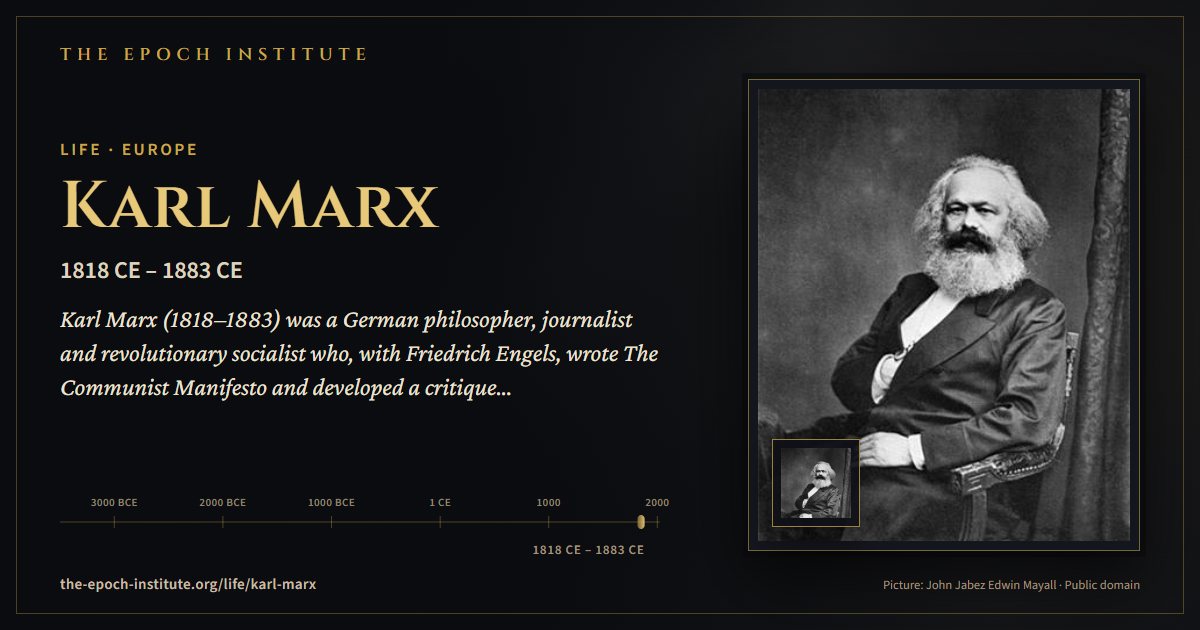 THE EPOCH INSTITUTE
LIFE · EUROPE
KARL MARX
1818 CE – 1883 CE
Karl Marx (1818–1883) was a German philosopher, journalist
and revolutionary socialist who, with Friedrich Engels, wrote The
Communist Manifesto and developed a critique...
3000 BCE 2000 BCE 1000 BCE 1 CE 1000 2000
1818 CE – 1883 CE
the-epoch-institute.org/life/karl-marx
Picture: John Jabez Edwin Mayall · Public domain